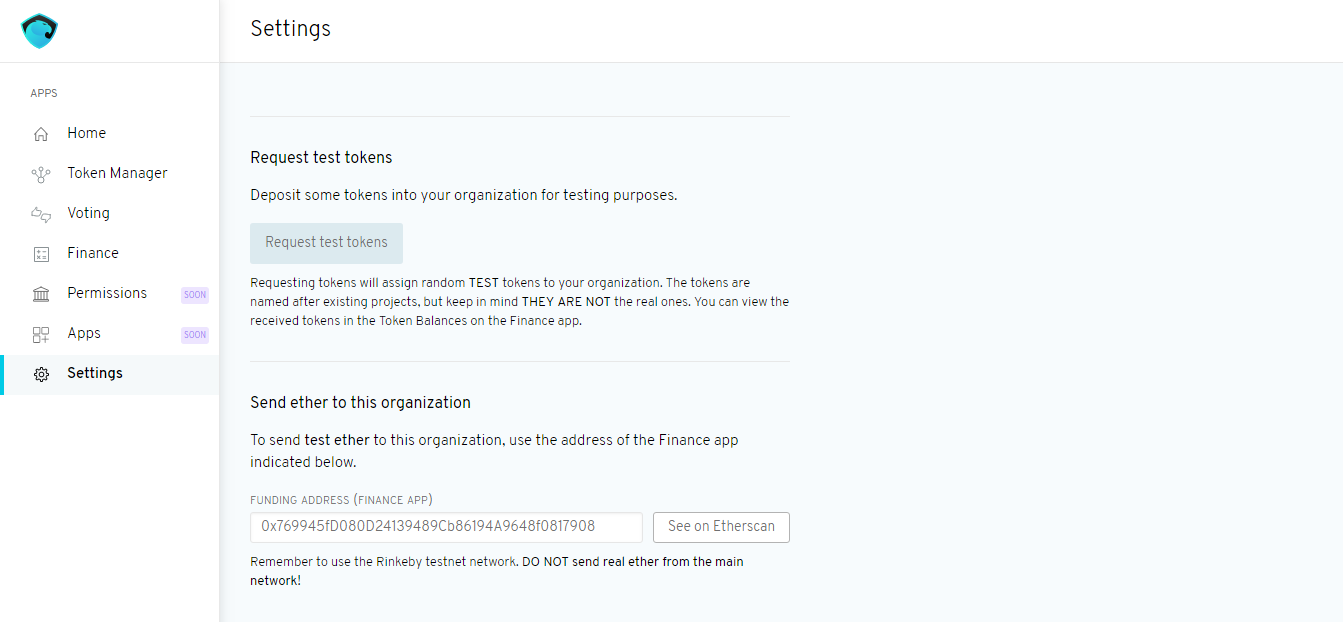 Settings
APPS
Home
Token Manager
Voting
Finance
Permissions SOON
Apps SOON
Settings
Request test tokens
Deposit some tokens into your organization for testing purposes.
Request test tokens
Requesting tokens will assign random TEST tokens to your organization. The tokens are
named after existing projects, but keep in mind THEY ARE NOT the real ones. You can view the
received tokens in the Token Balances on the Finance app.
Send ether to this organization
To send test ether to this organization, use the address of the Finance app
indicated below.
FUNDING ADDRESS (FINANCE APP)
0x769945fD080D24139489Cb86194A9648f0817908
See on Etherscan
Remember to use the Rinkeby testnet network. DO NOT send real ether from the main
network!